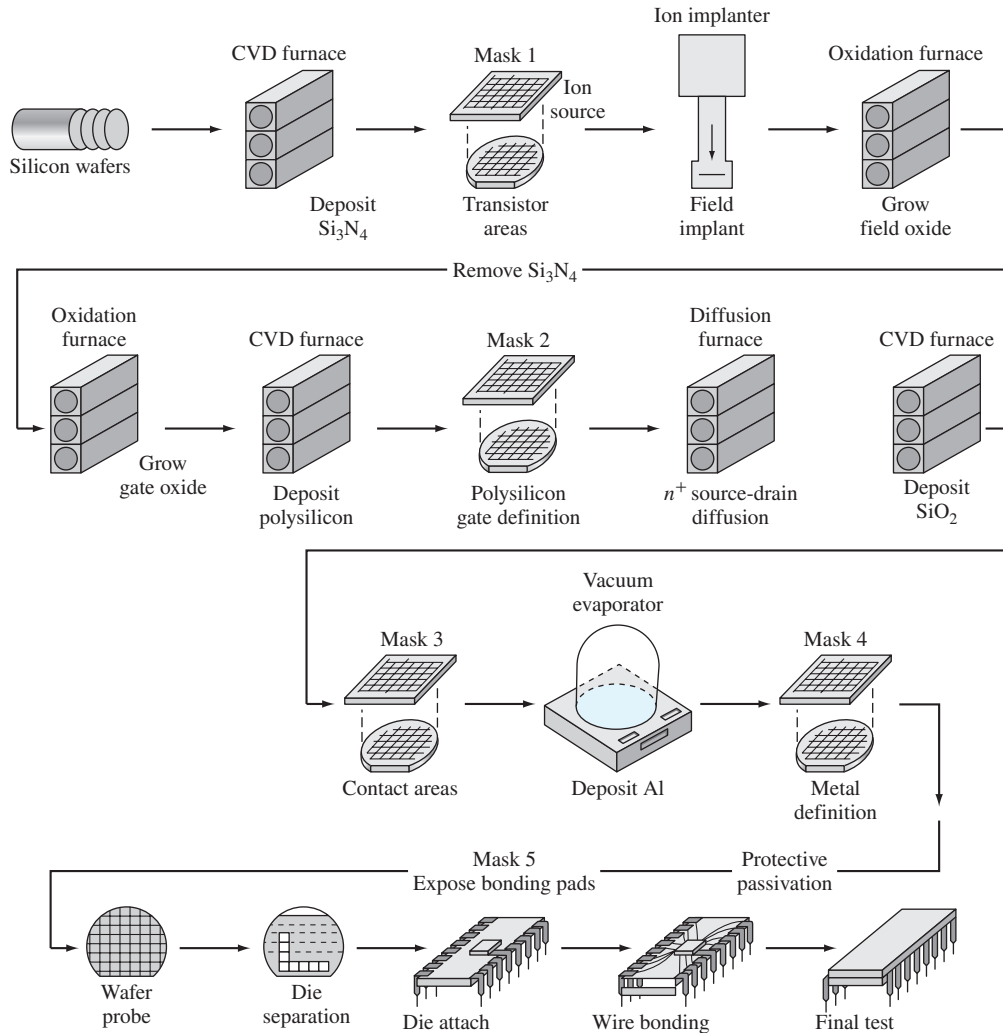 Ion implanter
CVD furnace
Mask 1
Oxidation furnace
Ion
source
Silicon wafers
Deposit
Si₃N₄
Transistor
areas
Field
implant
Grow
field oxide
Remove Si₃N₄
Oxidation
furnace
CVD furnace
Mask 2
Diffusion
furnace
CVD furnace
Grow
gate oxide
Deposit
polysilicon
Polysilicon
gate definition
n⁺ source-drain
diffusion
Deposit
SiO₂
Vacuum
evaporator
Mask 3
Mask 4
Contact areas
Deposit Al
Metal
definition
Mask 5
Expose bonding pads
Protective
passivation
Wafer
probe
Die
separation
Die attach
Wire bonding
Final test